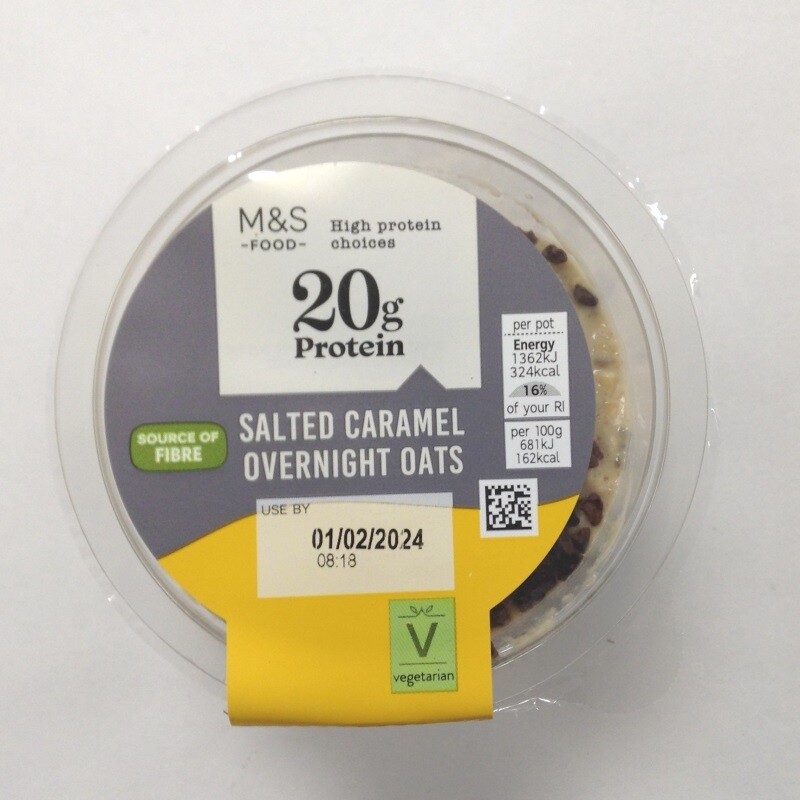 M&S
-FOOD-
High protein
choices
20g
Protein
per pot
Energy
1362kJ
324kcal
16%
of your RI
per 100g
681kJ
162kcal
SOURCE OF
FIBRE
SALTED CARAMEL
OVERNIGHT OATS
USE BY
01/02/2024
08:18
V
vegetarian